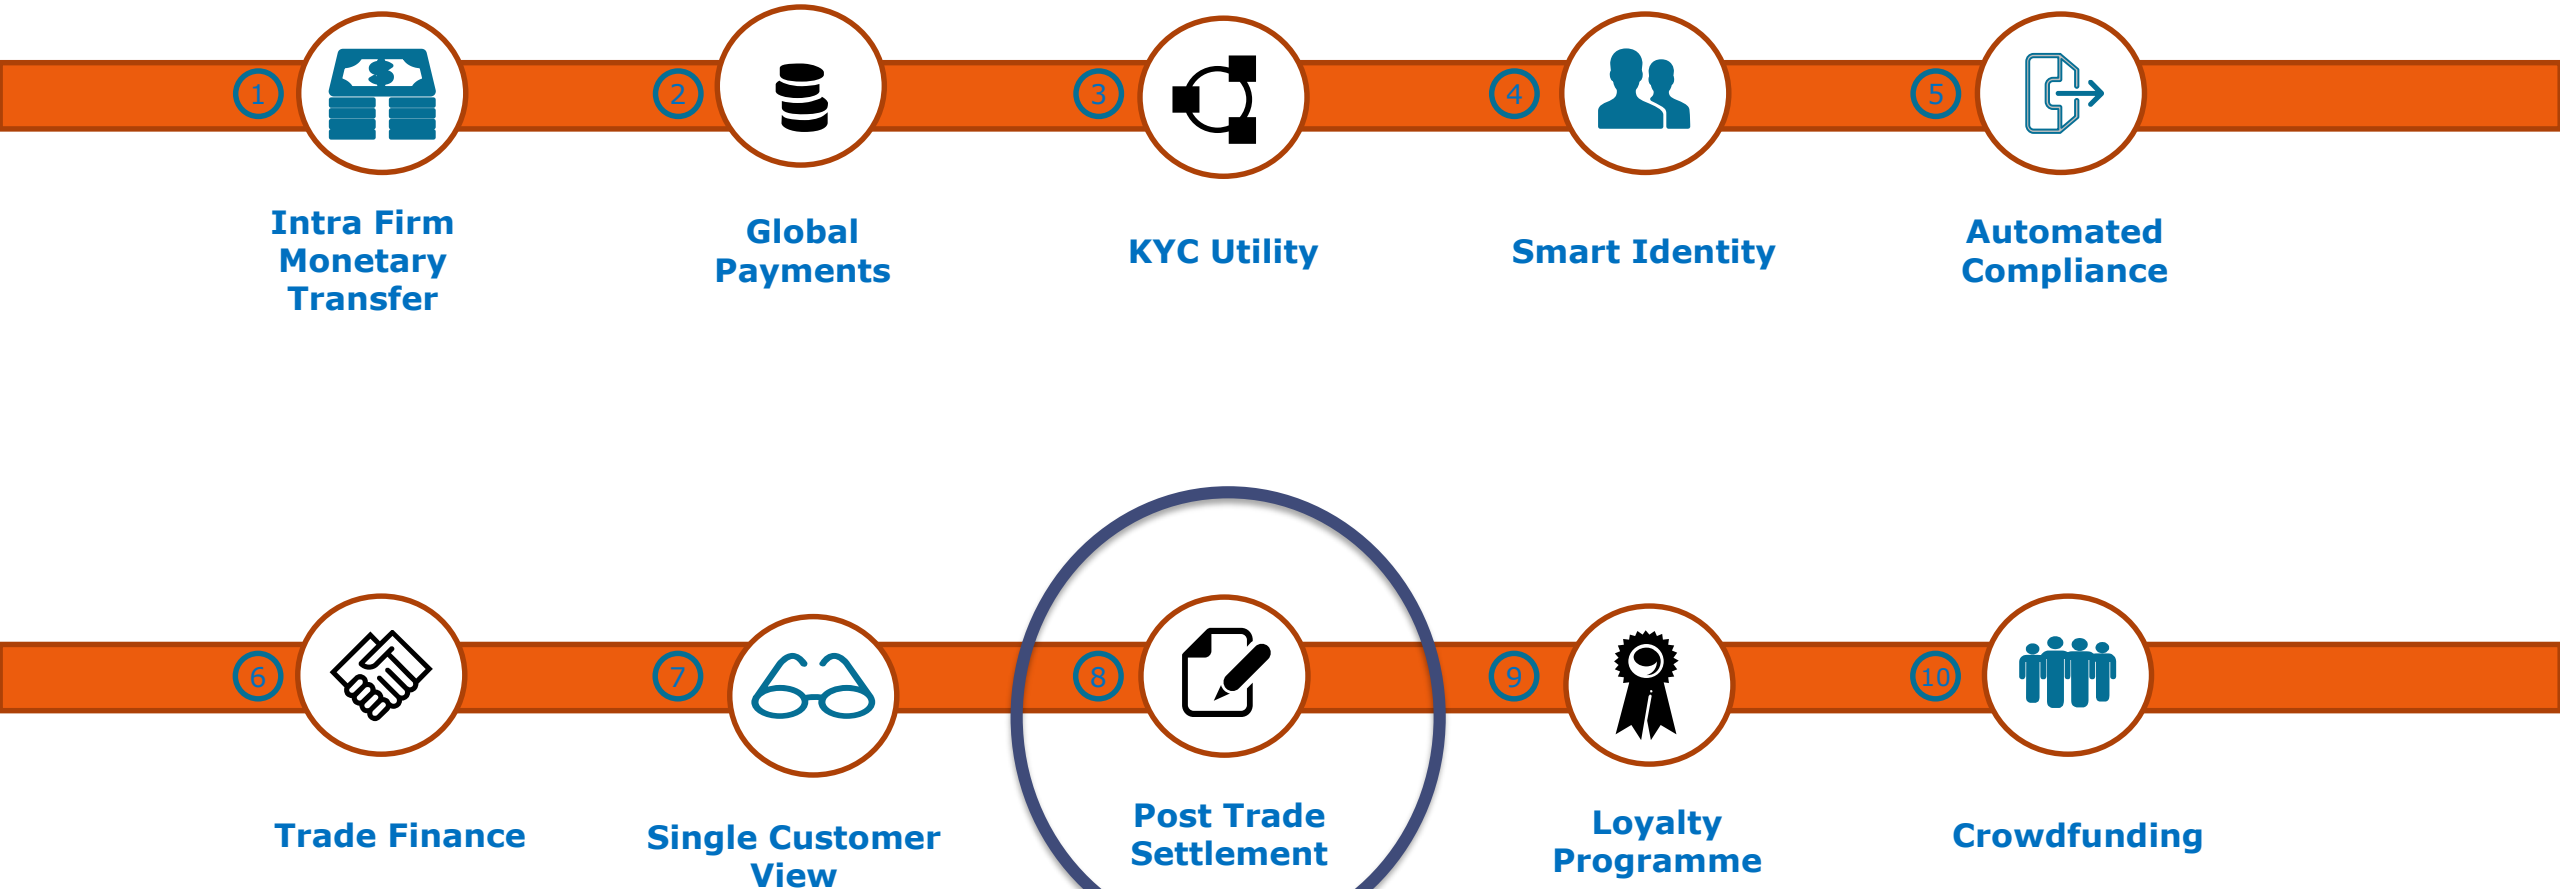 1
2
3
4
5
Intra Firm
Monetary
Transfer
Global
Payments
KYC Utility
Smart Identity
Automated
Compliance
6
7
8
9
10
Trade Finance
Single Customer
View
Post Trade
Settlement
Loyalty
Programme
Crowdfunding